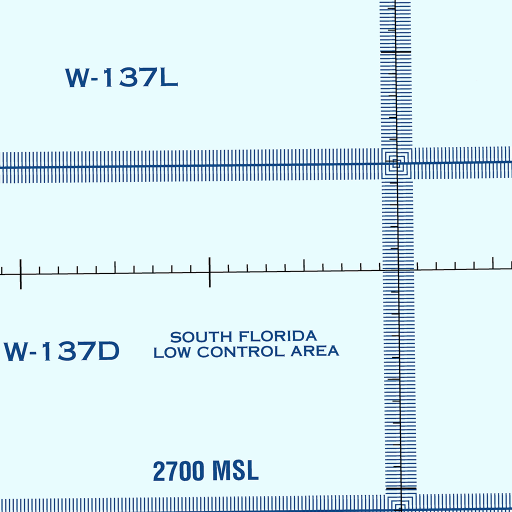 W-137L
W-137D
SOUTH FLORIDA
LOW CONTROL AREA
2700 MSL